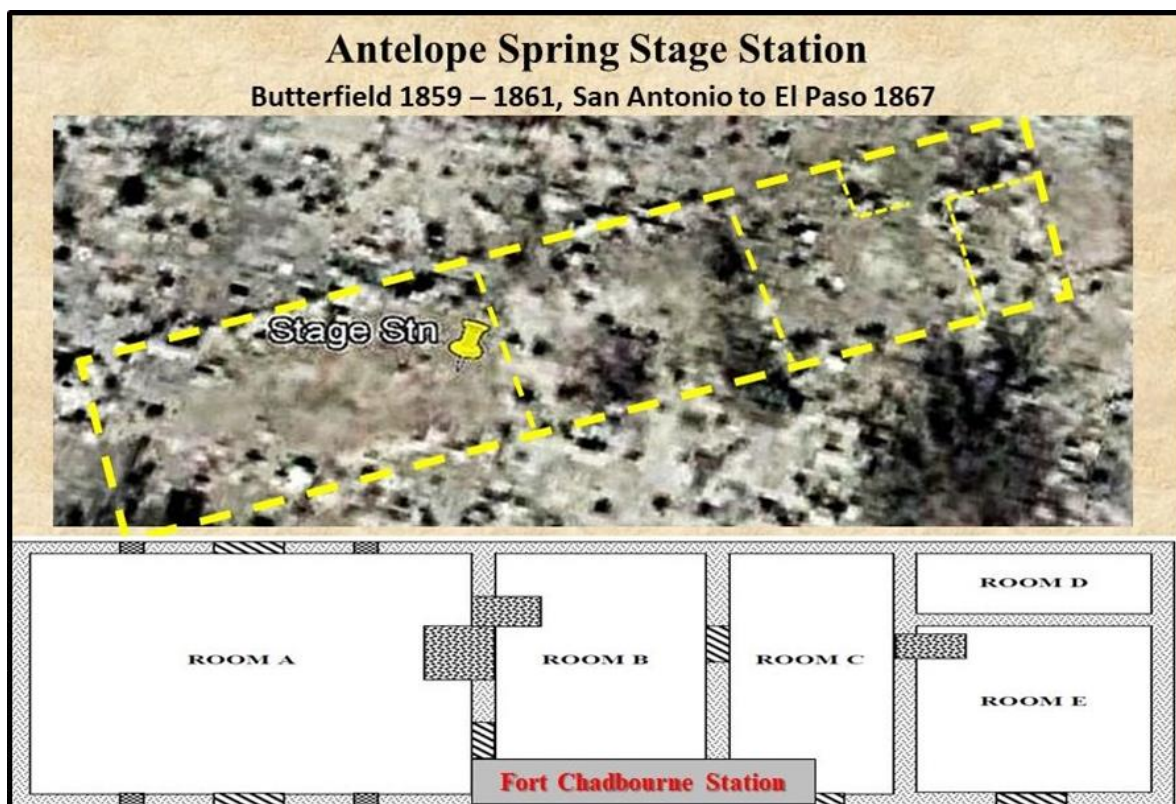 Antelope Spring Stage Station
Butterfield 1859 – 1861, San Antonio to El Paso 1867
Stage Stn
ROOM A
ROOM B
ROOM C
ROOM D
ROOM E
Fort Chadbourne Station